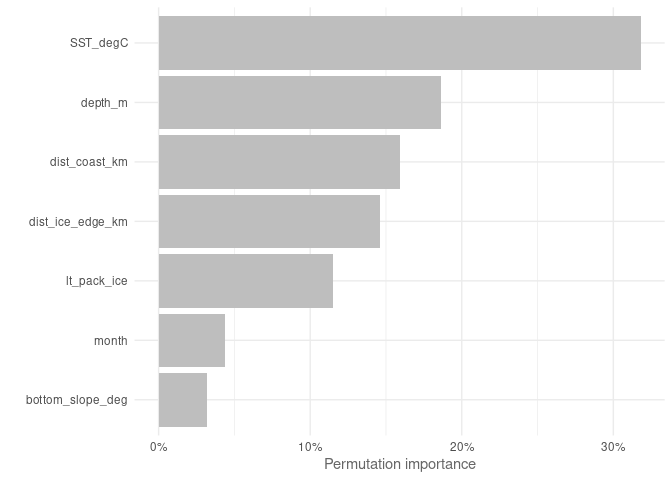 SST_degC
depth_m
dist_coast_km
dist_ice_edge_km
lt_pack_ice
month
bottom_slope_deg
0% 10% 20% 30%
Permutation importance